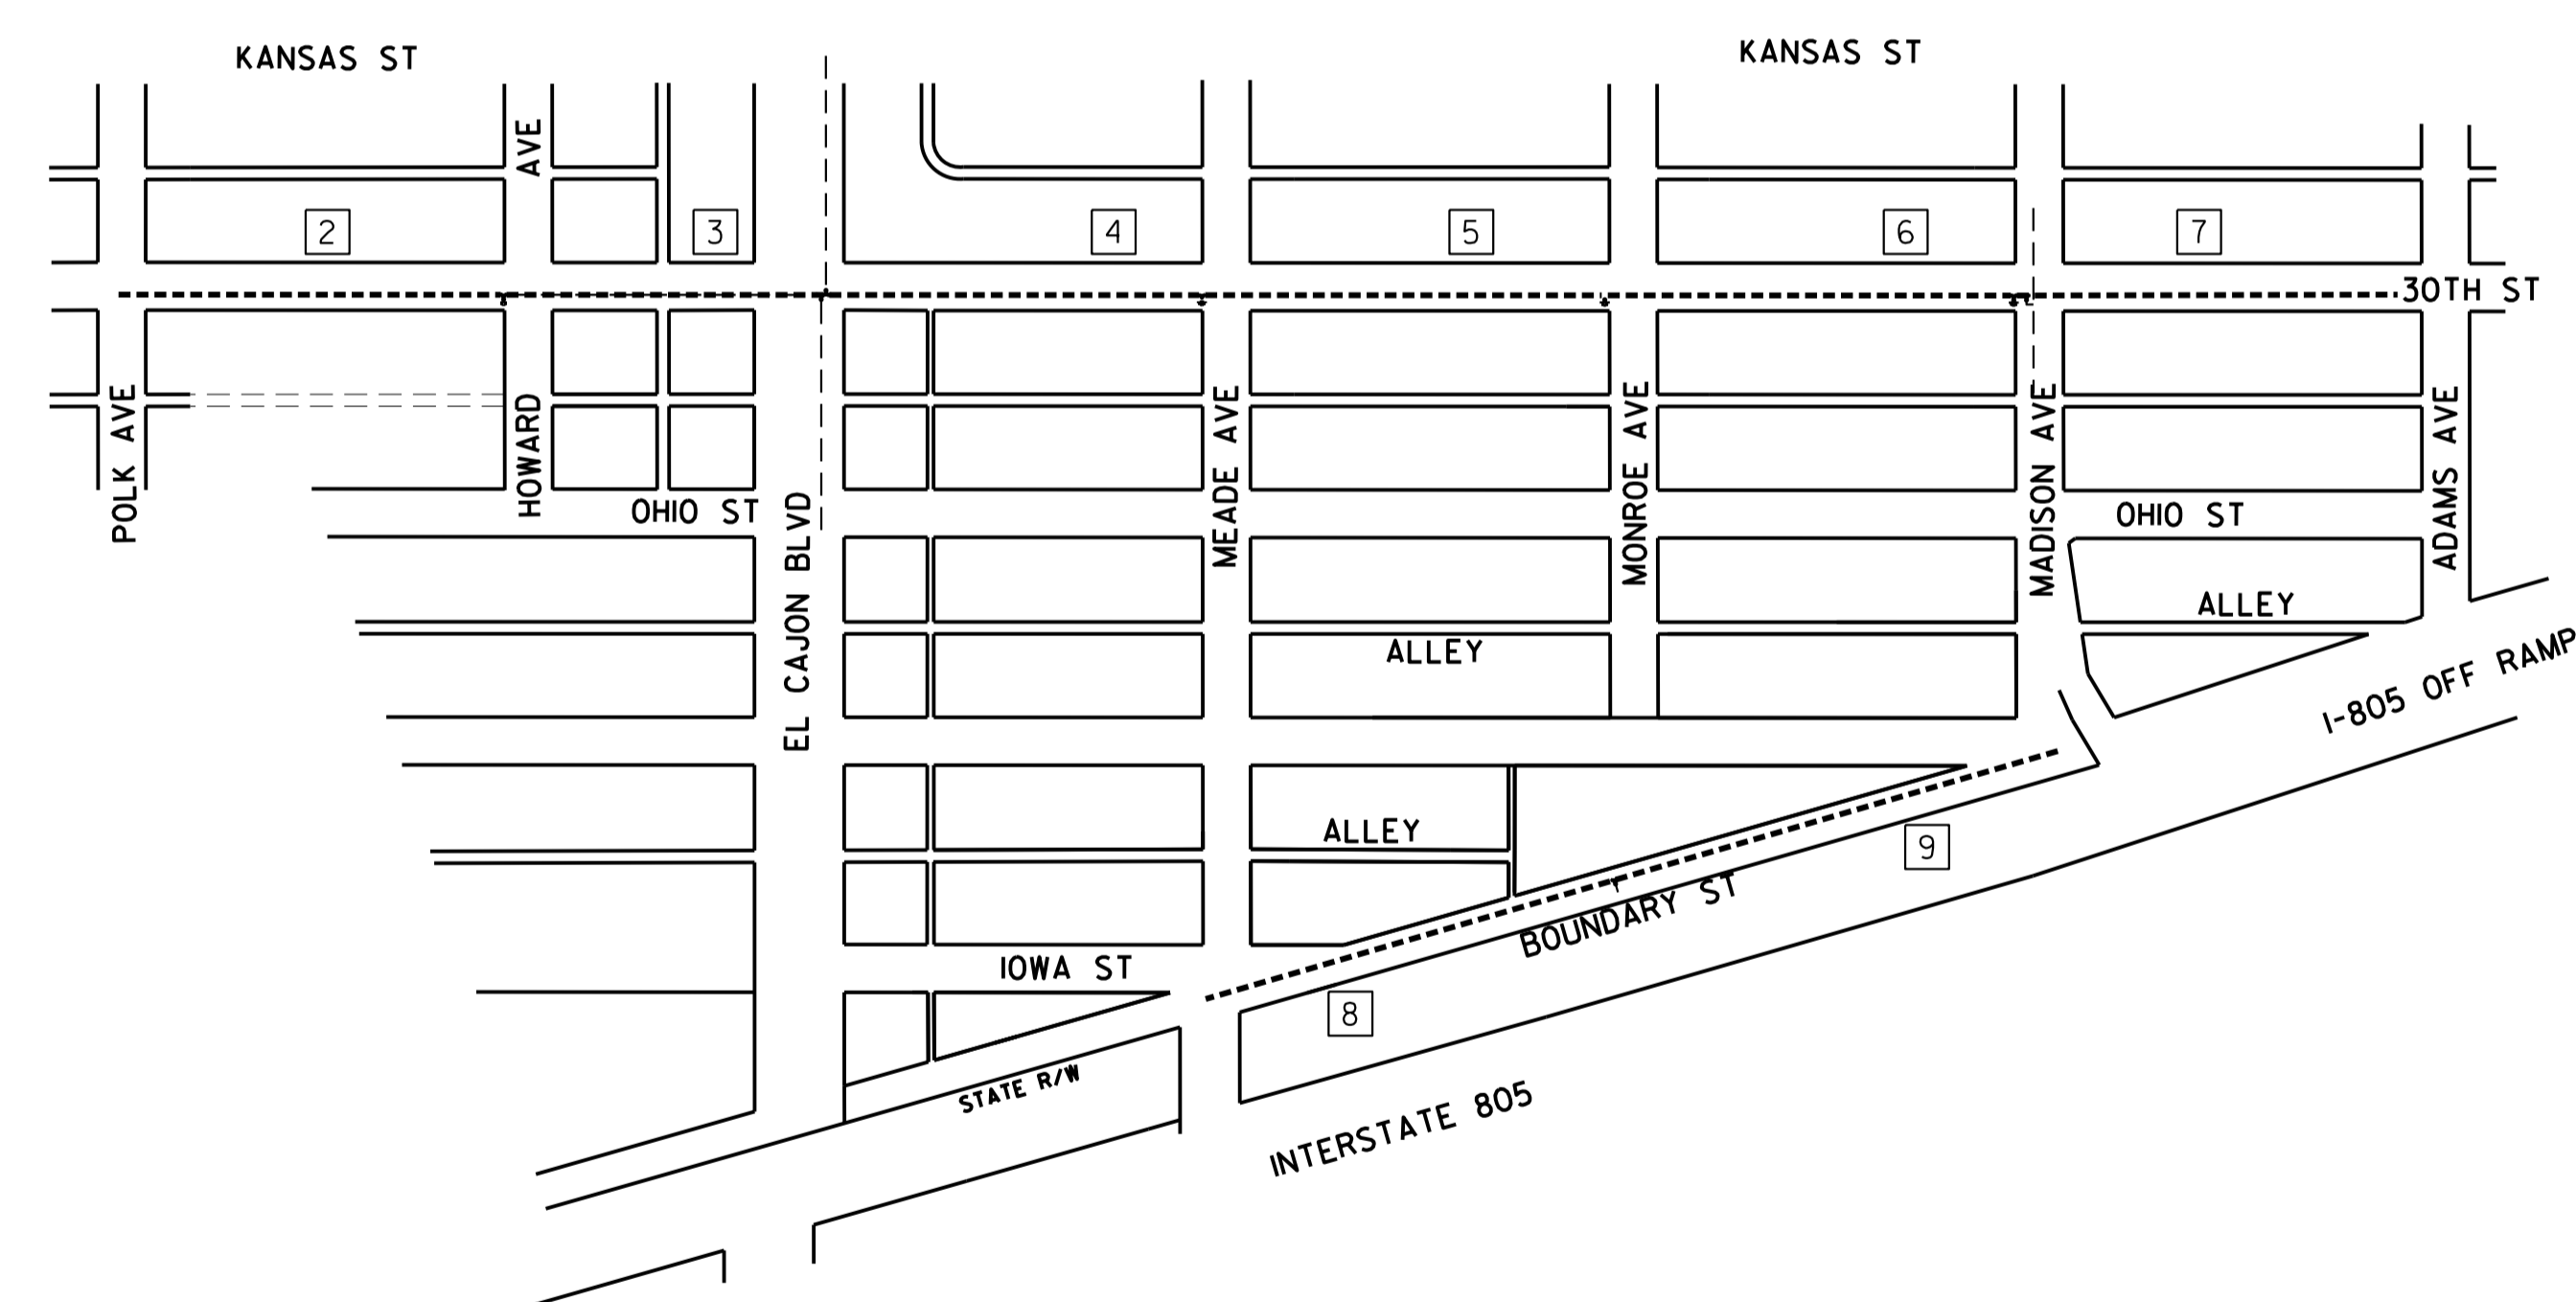 KANSAS ST
KANSAS ST
AVE
2
3
4
5
6
7
30TH ST
POLK AVE
HOWARD
OHIO ST
EL CAJON BLVD
MEADE AVE
MONROE AVE
MADISON AVE
OHIO ST
ADAMS AVE
ALLEY
ALLEY
I-805 OFF RAMP
ALLEY
9
BOUNDARY ST
IOWA ST
8
STATE R/W
INTERSTATE 805